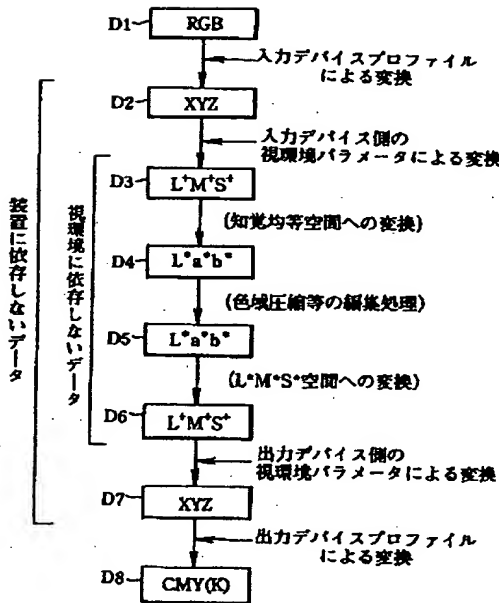 D1 RGB
入力デバイスプロファイル
による変換
D2 XYZ
入力デバイス側の
視環境パラメータによる変換
D3 L⁺M⁺S⁺
(知覚均等空間への変換)
D4 L*a*b*
(色域圧縮等の編集処理)
D5 L*a*b*
(L⁺M⁺S⁺空間への変換)
D6 L⁺M⁺S⁺
出力デバイス側の
視環境パラメータによる変換
D7 XYZ
出力デバイスプロファイル
による変換
D8 CMY(K)
装置に依存しないデータ
視環境に依存しないデータ